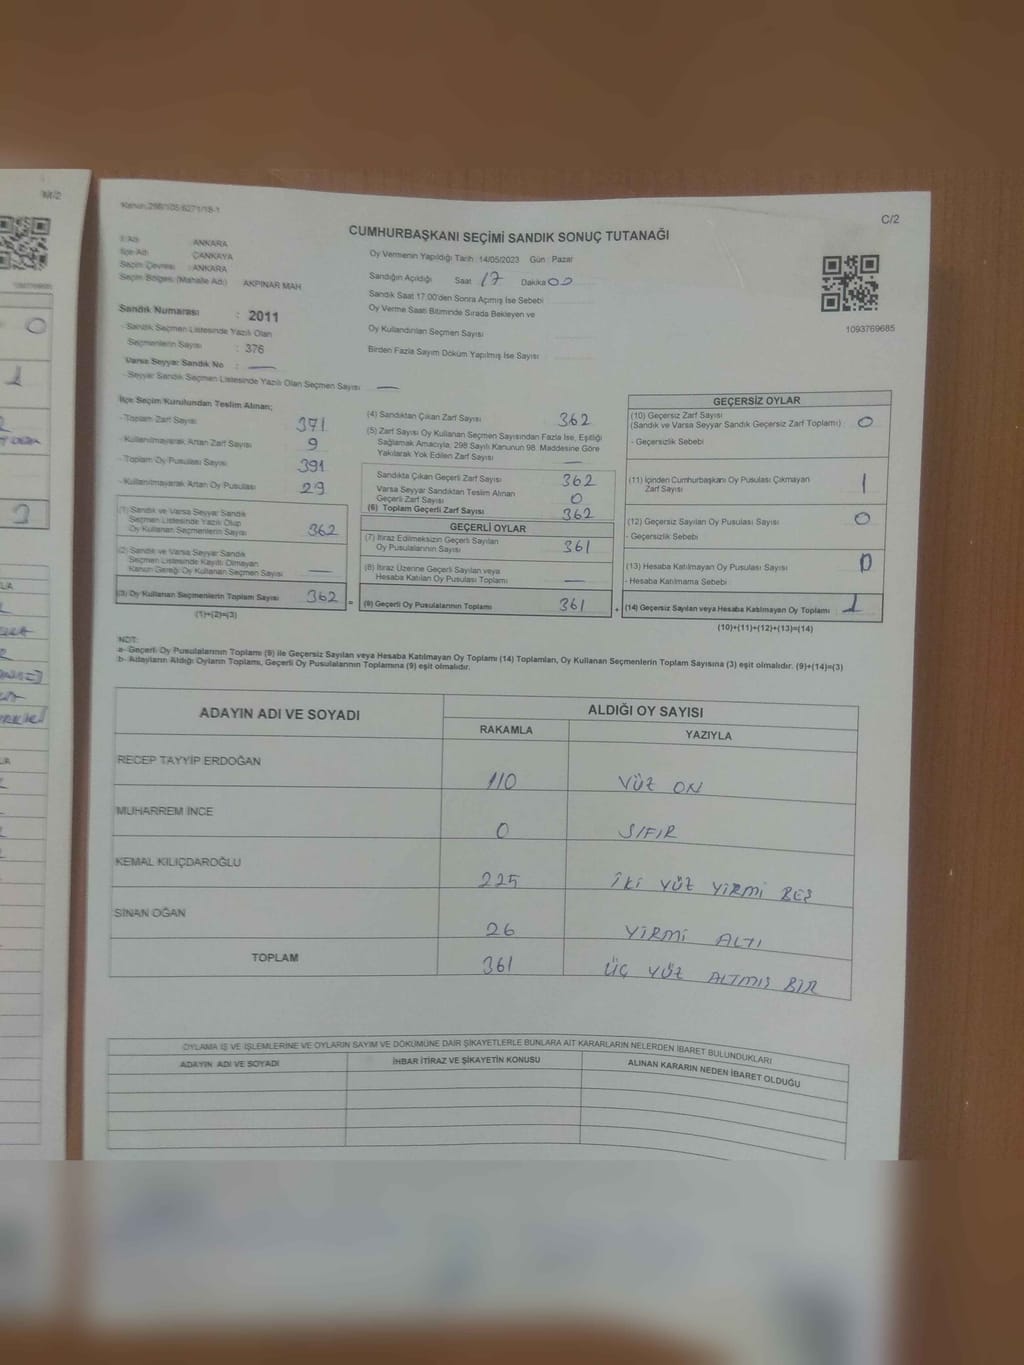 Kanun:298/105;6271/18-1
C/2
CUMHURBAŞKANI SEÇİMİ SANDIK SONUÇ TUTANAĞI
İl Adı : ANKARA
İlçe Adı : ÇANKAYA
Seçim Çevresi : ANKARA
Seçim Bölgesi (Mahalle Adı) AKPINAR MAH
Sandık Numarası : 2011
- Sandık Seçmen Listesinde Yazılı Olan
Seçmenlerin Sayısı : 376
Varsa Seyyar Sandık No : —
- Seyyar Sandık Seçmen Listesinde Yazılı Olan Seçmen Sayısı —
Oy Vermenin Yapıldığı Tarih :14/05/2023 Gün : Pazar
Sandığın Açıldığı Saat 17 Dakika 00
Sandık Saat 17.00'den Sonra Açmış İse Sebebi
Oy Verme Saati Bitiminde Sırada Bekleyen ve
Oy Kullandırılan Seçmen Sayısı
Birden Fazla Sayım Döküm Yapılmış İse Sayısı
1093769685
İlçe Seçim Kurulundan Teslim Alınan;
- Toplam Zarf Sayısı 371
- Kullanılmayarak Artan Zarf Sayısı 9
- Toplam Oy Pusulası Sayısı 391
- Kullanılmayarak Artan Oy Pusulası 29
(1) Sandık ve Varsa Seyyar Sandık
Seçmen Listesinde Yazılı Olup
Oy Kullanan Seçmenlerin Sayısı 362
(2) Sandık ve Varsa Seyyar Sandık
Seçmen Listesinde Kayıtlı Olmayan
Kanun Gereği Oy Kullanan Seçmen Sayısı —
(3) Oy Kullanan Seçmenlerin Toplam Sayısı 362 =
(1)+(2)=(3)
(4) Sandıktan Çıkan Zarf Sayısı 362
(5) Zarf Sayısı Oy Kullanan Seçmen Sayısından Fazla İse, Eşitliği
Sağlamak Amacıyla, 298 Sayılı Kanunun 98. Maddesine Göre
Yakılarak Yok Edilen Zarf Sayısı —
Sandıkta Çıkan Geçerli Zarf Sayısı 362
Varsa Seyyar Sandıktan Teslim Alınan
Geçerli Zarf Sayısı 0
(6) Toplam Geçerli Zarf Sayısı 362
GEÇERLİ OYLAR
(7) İtiraz Edilmeksizin Geçerli Sayılan
Oy Pusulalarının Sayısı 361
(8) İtiraz Üzerine Geçerli Sayılan veya
Hesaba Katılan Oy Pusulası Toplamı —
(9) Geçerli Oy Pusulalarının Toplamı 361 +
GEÇERSİZ OYLAR
(10) Geçersiz Zarf Sayısı
(Sandık ve Varsa Seyyar Sandık Geçersiz Zarf Toplamı) 0
- Geçersizlik Sebebi
(11) İçinden Cumhurbaşkanı Oy Pusulası Çıkmayan
Zarf Sayısı 1
(12) Geçersiz Sayılan Oy Pusulası Sayısı 0
- Geçersizlik Sebebi
(13) Hesaba Katılmayan Oy Pusulası Sayısı 0
- Hesaba Katılmama Sebebi
(14) Geçersiz Sayılan veya Hesaba Katılmayan Oy Toplamı 1
(10)+(11)+(12)+(13)=(14)
NOT:
a- Geçerli Oy Pusulalarının Toplamı (9) ile Geçersiz Sayılan veya Hesaba Katılmayan Oy Toplamı (14) Toplamları, Oy Kullanan Seçmenlerin Toplam Sayısına (3) eşit olmalıdır. (9)+(14)=(3)
b- Adayların Aldığı Oyların Toplamı, Geçerli Oy Pusulalarının Toplamına (9) eşit olmalıdır.
ADAYIN ADI VE SOYADI
ALDIĞI OY SAYISI
RAKAMLA YAZIYLA
RECEP TAYYİP ERDOĞAN 110 YÜZ ON
MUHARREM İNCE 0 SIFIR
KEMAL KILIÇDAROĞLU 225 İKİ YÜZ YİRMİ BEŞ
SİNAN OĞAN 26 YİRMİ ALTI
TOPLAM 361 ÜÇ YÜZ ALTMIŞ BİR
OYLAMA İŞ VE İŞLEMLERİNE VE OYLARIN SAYIM VE DÖKÜMÜNE DAİR ŞİKAYETLERLE BUNLARA AİT KARARLARIN NELERDEN İBARET BULUNDUKLARI
ADAYIN ADI VE SOYADI İHBAR İTİRAZ VE ŞİKAYETİN KONUSU ALINAN KARARIN NEDEN İBARET OLDUĞU